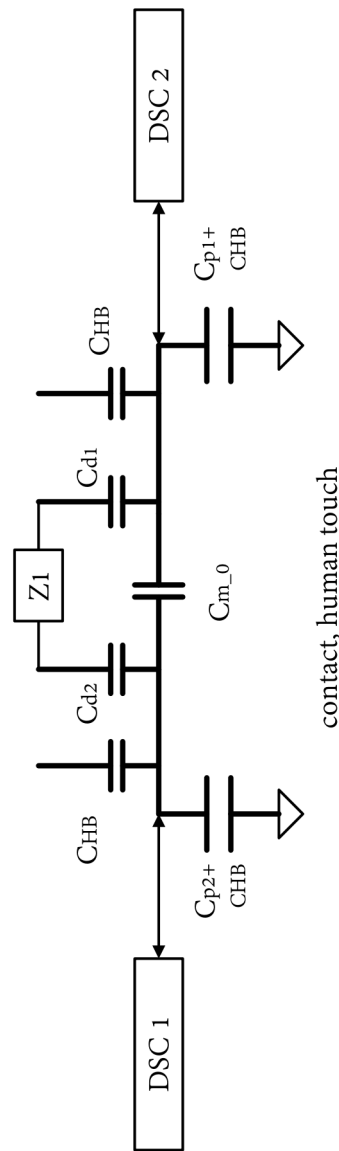 Z1
CHB
Cd2
Cd1
CHB
DSC 1
DSC 2
Cm_0
Cp2+
CHB
Cp1+
CHB
contact, human touch